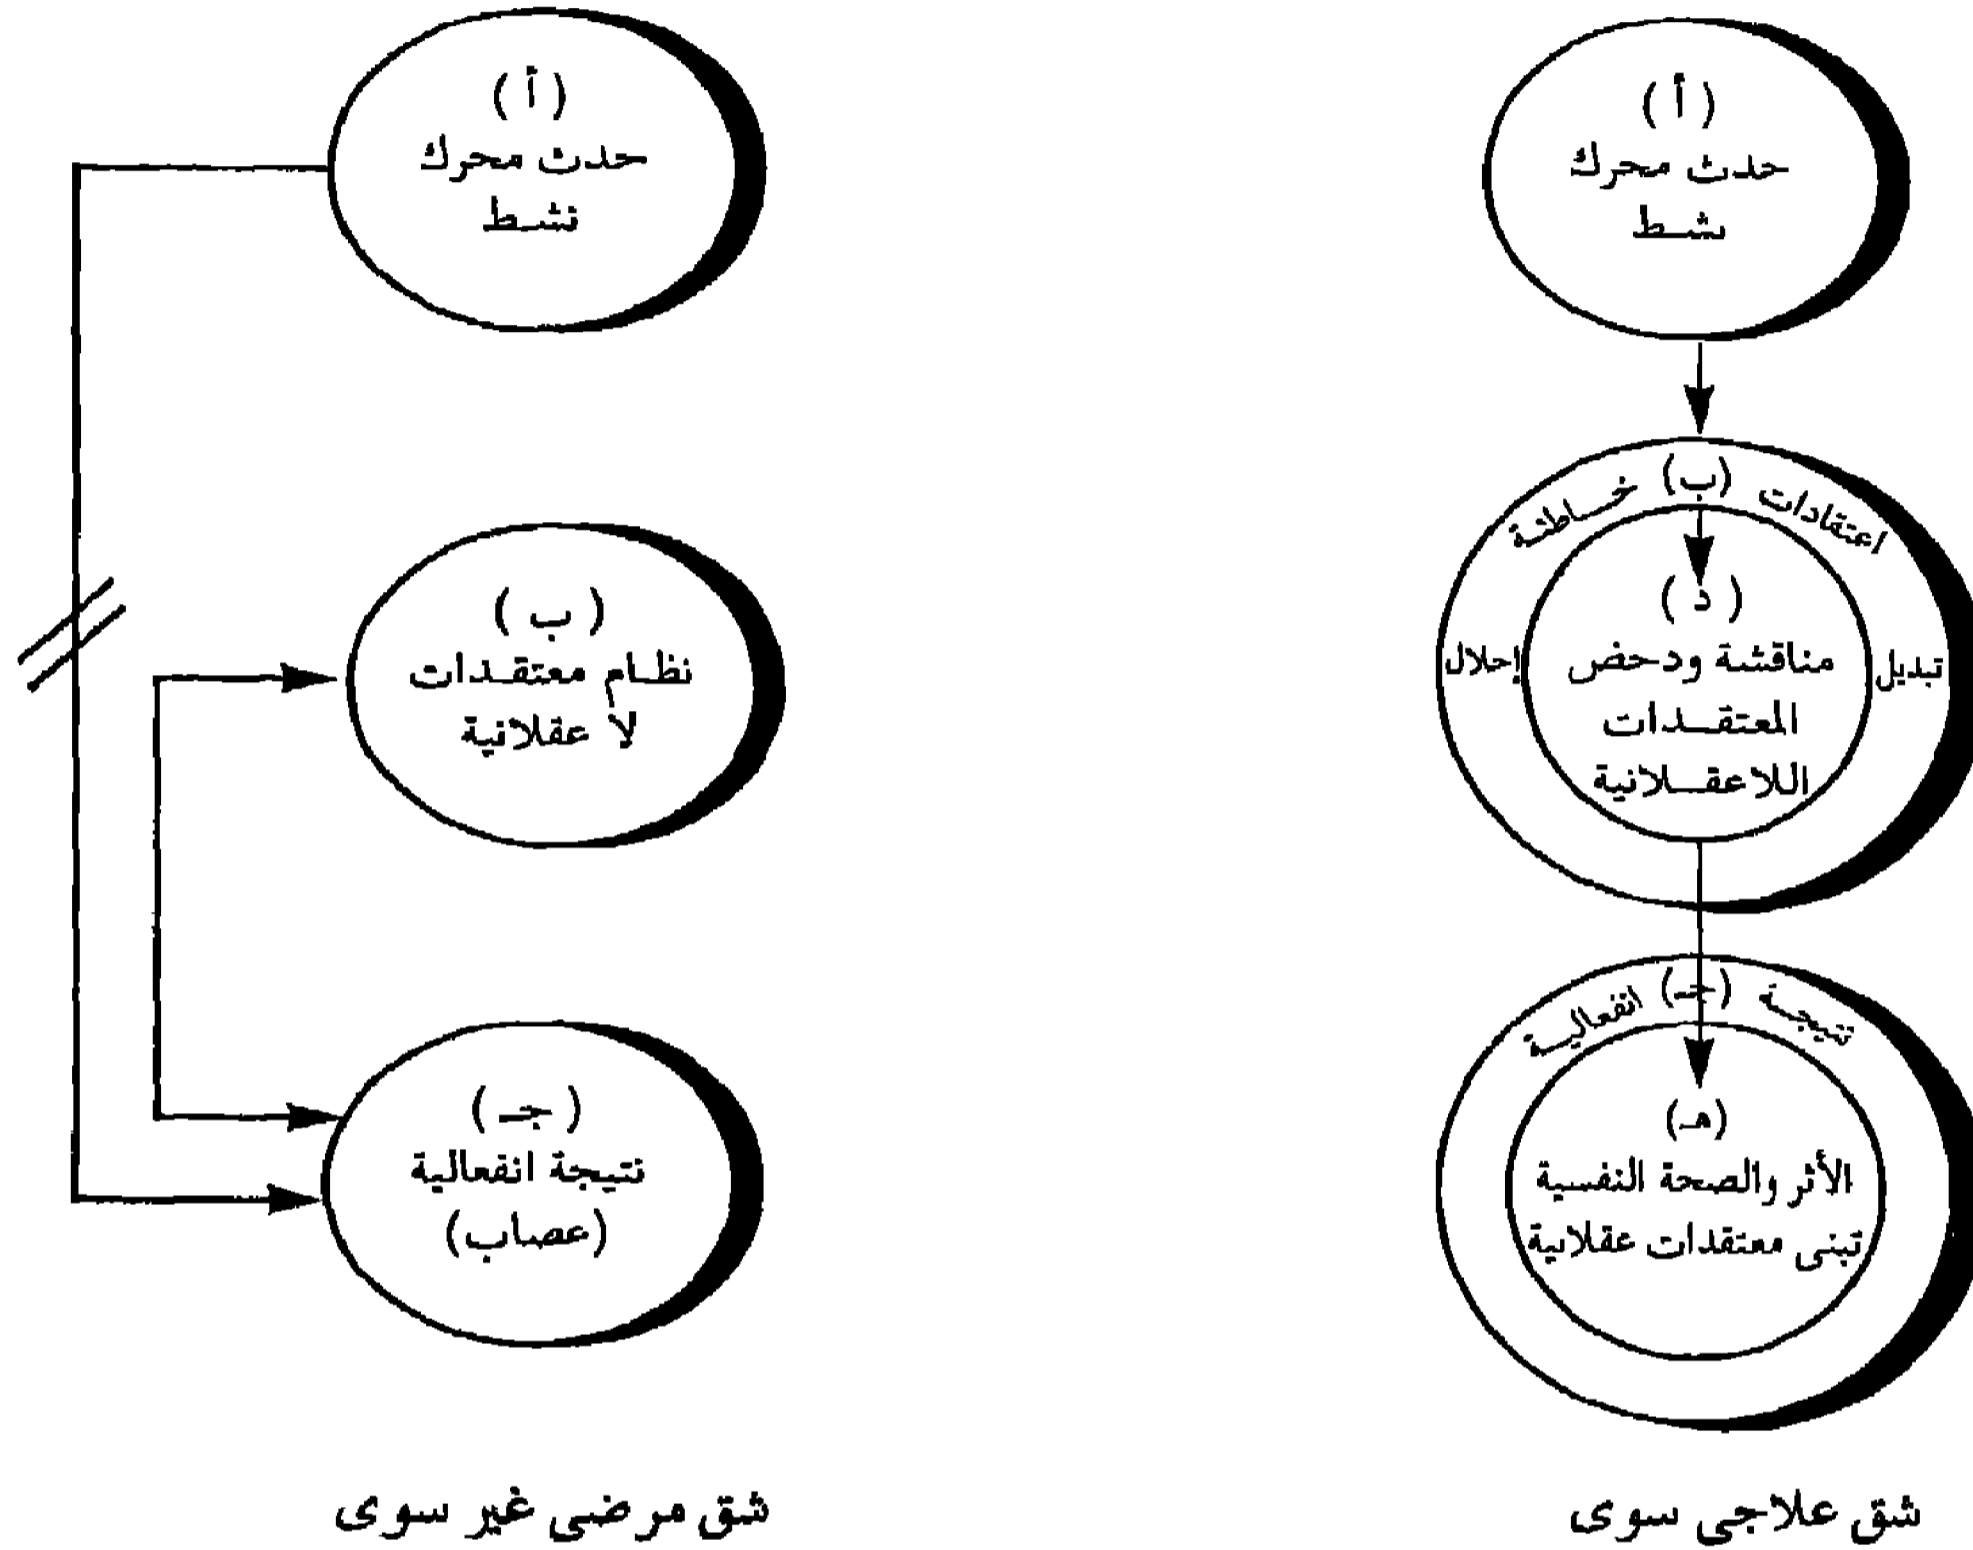 ( أ )
حدث محرك
نشط
( ب )
نظام معتقدات
لا عقلانية
( جـ )
نتيجة انفعالية
(عصاب)
شق مرضى غير سوى
( أ )
حدث محرك
نشط
اعتقادات (ب) خاطئة
تبديل
إحلال
( د )
مناقشة ودحض
المعتقدات
اللاعقلانية
نتيجة (جـ) انفعالية
(هـ)
الأثر والصحة النفسية
تبنى معتقدات عقلانية
شق علاجى سوى